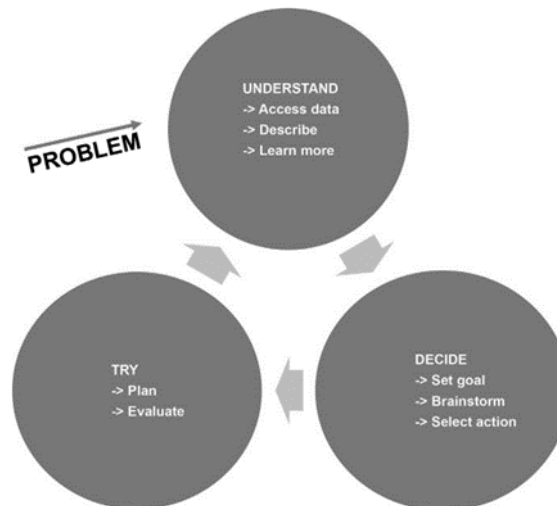 PROBLEM
UNDERSTAND
-> Access data
-> Describe
-> Learn more
DECIDE
-> Set goal
-> Brainstorm
-> Select action
TRY
-> Plan
-> Evaluate